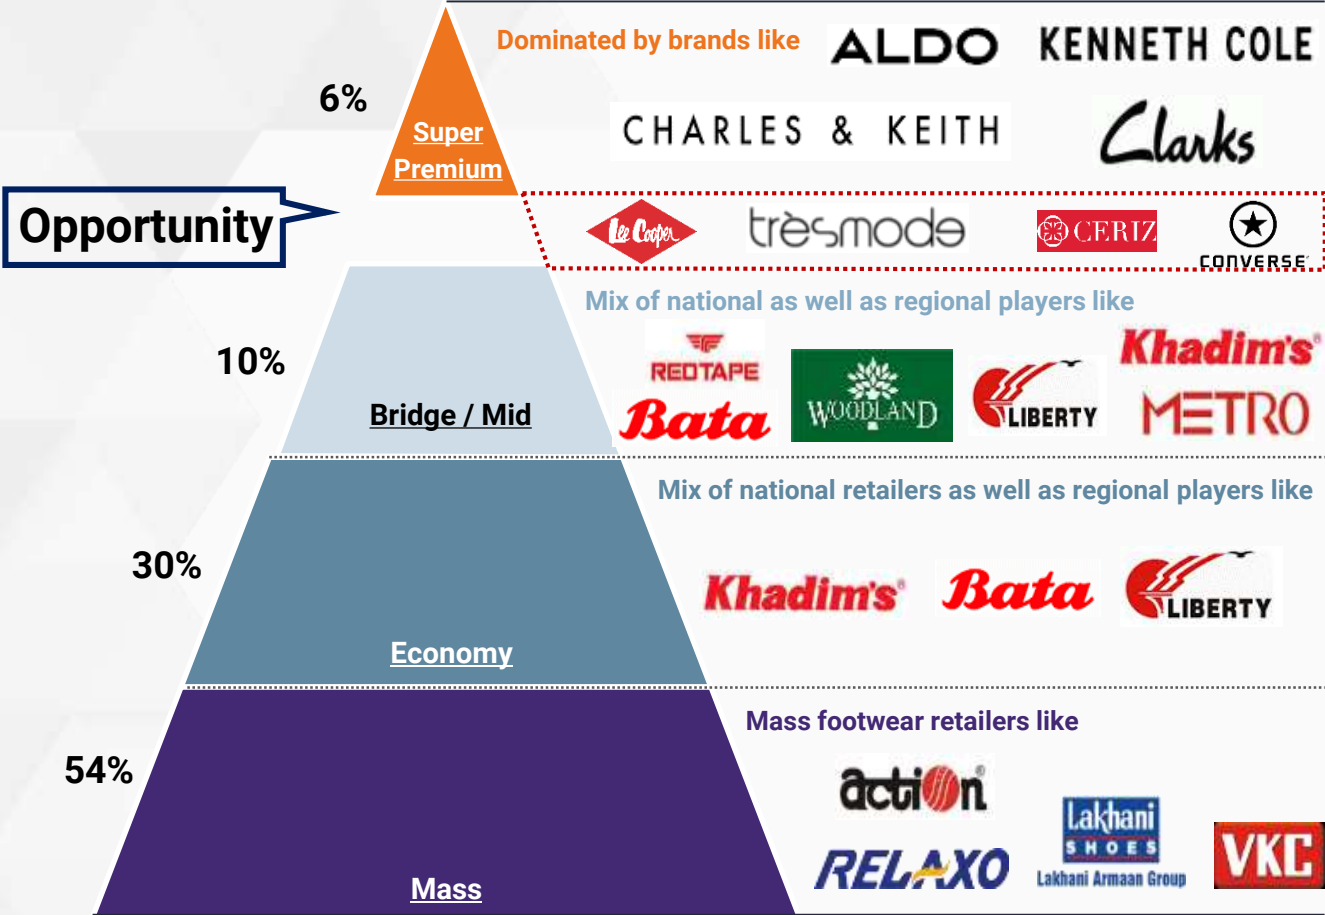 Dominated by brands like ALDO KENNETH COLE
6%
CHARLES & KEITH Clarks
Super
Premium
Opportunity
Lee Cooper trèsmode CERIZ CONVERSE
Mix of national as well as regional players like
10%
REDTAPE WOODLAND LIBERTY Khadim's®
Bata METRO
Bridge / Mid
Mix of national retailers as well as regional players like
30%
Khadim's® Bata LIBERTY
Economy
Mass footwear retailers like
54%
action®
Lakhani
SHOES
Lakhani Armaan Group
RELAXO VKC
Mass